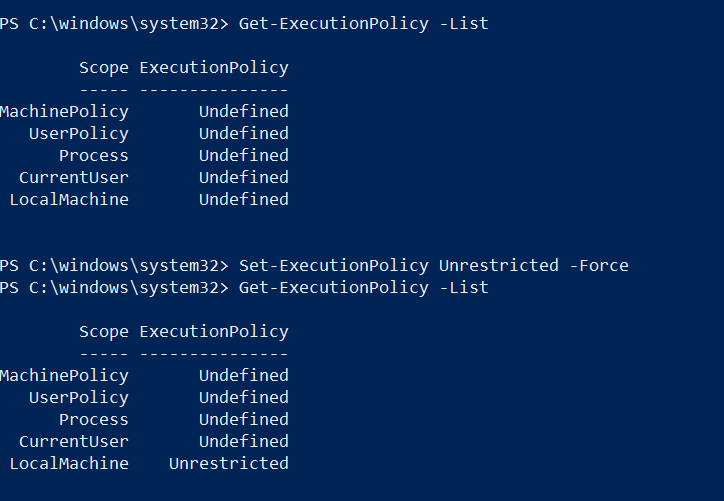 PS C:\windows\system32> Get-ExecutionPolicy -List
Scope ExecutionPolicy
----- ---------------
MachinePolicy Undefined
UserPolicy Undefined
Process Undefined
CurrentUser Undefined
LocalMachine Undefined
PS C:\windows\system32> Set-ExecutionPolicy Unrestricted -Force
PS C:\windows\system32> Get-ExecutionPolicy -List
Scope ExecutionPolicy
----- ---------------
MachinePolicy Undefined
UserPolicy Undefined
Process Undefined
CurrentUser Undefined
LocalMachine Unrestricted